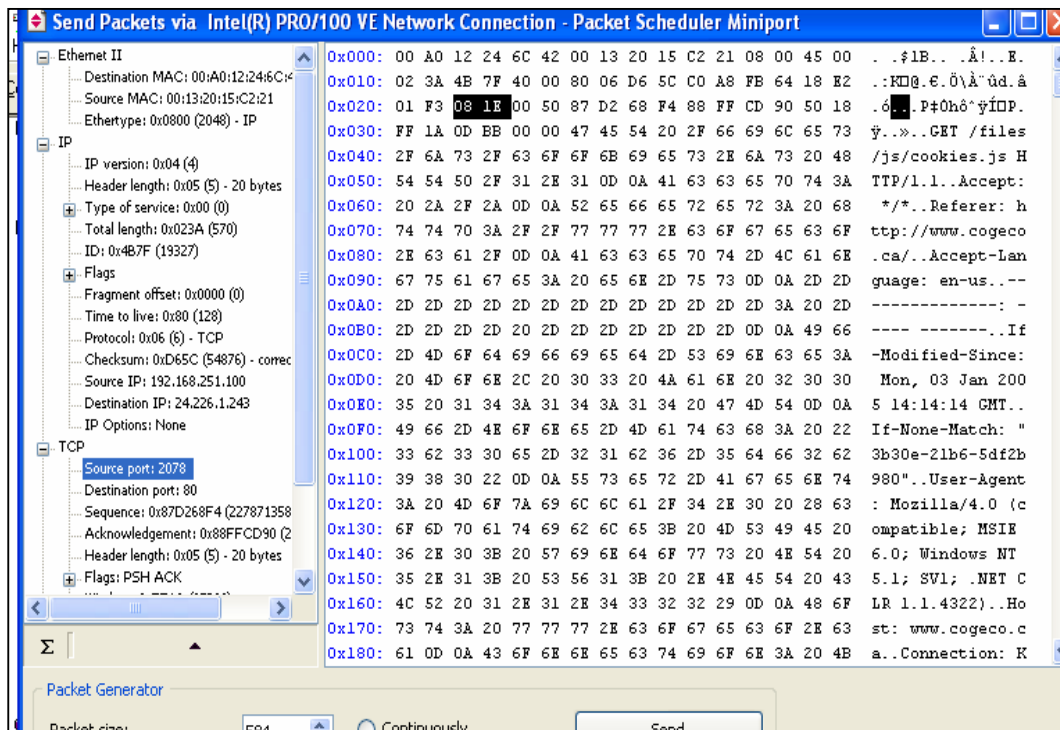 Send Packets via Intel(R) PRO/100 VE Network Connection - Packet Scheduler Miniport
Ethernet II
Destination MAC: 00:A0:12:24:6C:4
Source MAC: 00:13:20:15:C2:21
Ethertype: 0x0800 (2048) - IP
IP
IP version: 0x04 (4)
Header length: 0x05 (5) - 20 bytes
Type of service: 0x00 (0)
Total length: 0x023A (570)
ID: 0x4B7F (19327)
Flags
Fragment offset: 0x0000 (0)
Time to live: 0x80 (128)
Protocol: 0x06 (6) - TCP
Checksum: 0xD65C (54876) - correc
Source IP: 192.168.251.100
Destination IP: 24.226.1.243
IP Options: None
TCP
Source port: 2078
Destination port: 80
Sequence: 0x87D268F4 (227871358
Acknowledgement: 0x88FFCD90 (2
Header length: 0x05 (5) - 20 bytes
Flags: PSH ACK
Σ
0x000: 00 A0 12 24 6C 42 00 13 20 15 C2 21 08 00 45 00 . .$lB.. .Â!..E.
0x010: 02 3A 4B 7F 40 00 80 06 D6 5C C0 A8 FB 64 18 E2 .:K□@.€.Ö\À¨ûd.â
0x020: 01 F3 08 1E 00 50 87 D2 68 F4 88 FF CD 90 50 18 .ó...P‡Òhôˆÿ͐P.
0x030: FF 1A 0D BB 00 00 47 45 54 20 2F 66 69 6C 65 73 ÿ..»..GET /files
0x040: 2F 6A 73 2F 63 6F 6F 6B 69 65 73 2E 6A 73 20 48 /js/cookies.js H
0x050: 54 54 50 2F 31 2E 31 0D 0A 41 63 63 65 70 74 3A TTP/1.1..Accept:
0x060: 20 2A 2F 2A 0D 0A 52 65 66 65 72 65 72 3A 20 68 */*..Referer: h
0x070: 74 74 70 3A 2F 2F 77 77 77 2E 63 6F 67 65 63 6F ttp://www.cogeco
0x080: 2E 63 61 2F 0D 0A 41 63 63 65 70 74 2D 4C 61 6E .ca/..Accept-Lan
0x090: 67 75 61 67 65 3A 20 65 6E 2D 75 73 0D 0A 2D 2D guage: en-us..--
0x0A0: 2D 2D 2D 2D 2D 2D 2D 2D 2D 2D 2D 2D 2D 3A 20 2D -------------: -
0x0B0: 2D 2D 2D 2D 20 2D 2D 2D 2D 2D 2D 2D 0D 0A 49 66 ---- -------..If
0x0C0: 2D 4D 6F 64 69 66 69 65 64 2D 53 69 6E 63 65 3A -Modified-Since:
0x0D0: 20 4D 6F 6E 2C 20 30 33 20 4A 61 6E 20 32 30 30 Mon, 03 Jan 200
0x0E0: 35 20 31 34 3A 31 34 3A 31 34 20 47 4D 54 0D 0A 5 14:14:14 GMT..
0x0F0: 49 66 2D 4E 6F 6E 65 2D 4D 61 74 63 68 3A 20 22 If-None-Match: "
0x100: 33 62 33 30 65 2D 32 31 62 36 2D 35 64 66 32 62 3b30e-21b6-5df2b
0x110: 39 38 30 22 0D 0A 55 73 65 72 2D 41 67 65 6E 74 980"..User-Agent
0x120: 3A 20 4D 6F 7A 69 6C 6C 61 2F 34 2E 30 20 28 63 : Mozilla/4.0 (c
0x130: 6F 6D 70 61 74 69 62 6C 65 3B 20 4D 53 49 45 20 ompatible; MSIE
0x140: 36 2E 30 3B 20 57 69 6E 64 6F 77 73 20 4E 54 20 6.0; Windows NT
0x150: 35 2E 31 3B 20 53 56 31 3B 20 2E 4E 45 54 20 43 5.1; SV1; .NET C
0x160: 4C 52 20 31 2E 31 2E 34 33 32 32 29 0D 0A 48 6F LR 1.1.4322)..Ho
0x170: 73 74 3A 20 77 77 77 2E 63 6F 67 65 63 6F 2E 63 st: www.cogeco.c
0x180: 61 0D 0A 43 6F 6E 6E 65 63 74 69 6F 6E 3A 20 4B a..Connection: K
Packet Generator
Packet size:
584
Continuously
Send